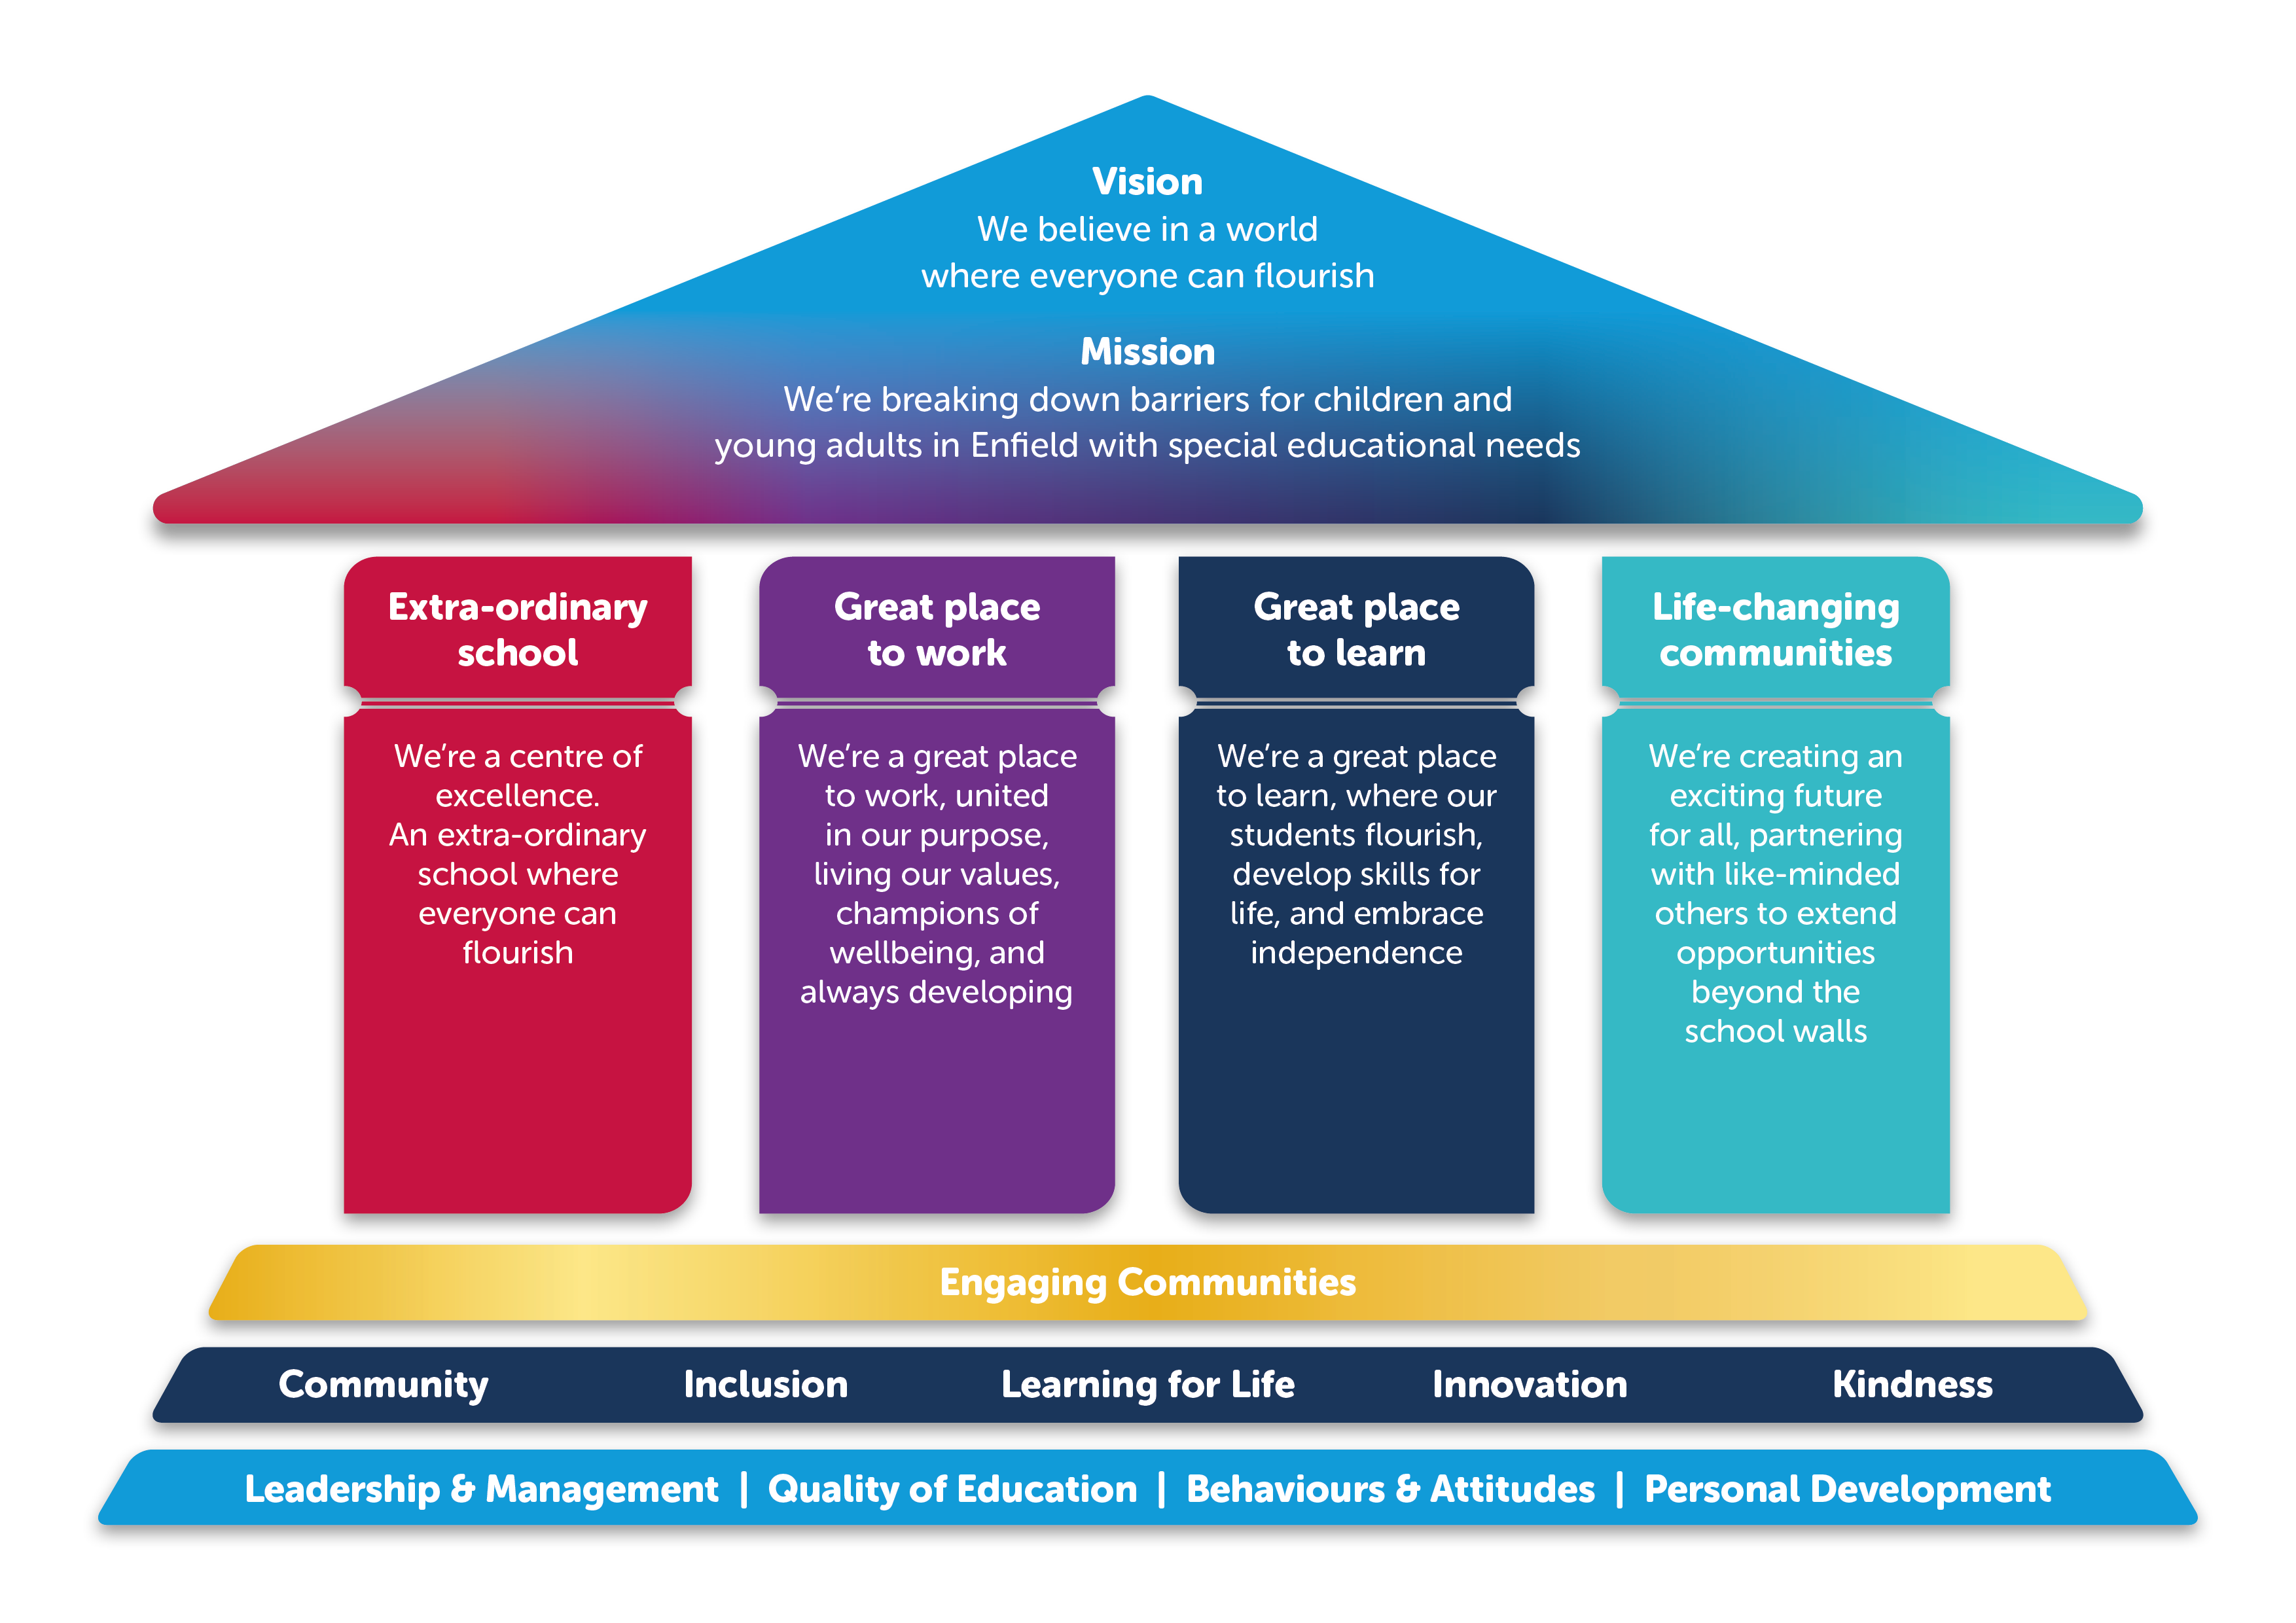 Vision
We believe in a world
where everyone can flourish
Mission
We’re breaking down barriers for children and
young adults in Enfield with special educational needs
Extra-ordinary
school
We’re a centre of
excellence.
An extra-ordinary
school where
everyone can
flourish
Great place
to work
We’re a great place
to work, united
in our purpose,
living our values,
champions of
wellbeing, and
always developing
Great place
to learn
We’re a great place
to learn, where our
students flourish,
develop skills for
life, and embrace
independence
Life-changing
communities
We’re creating an
exciting future
for all, partnering
with like-minded
others to extend
opportunities
beyond the
school walls
Engaging Communities
Community Inclusion Learning for Life Innovation Kindness
Leadership & Management | Quality of Education | Behaviours & Attitudes | Personal Development